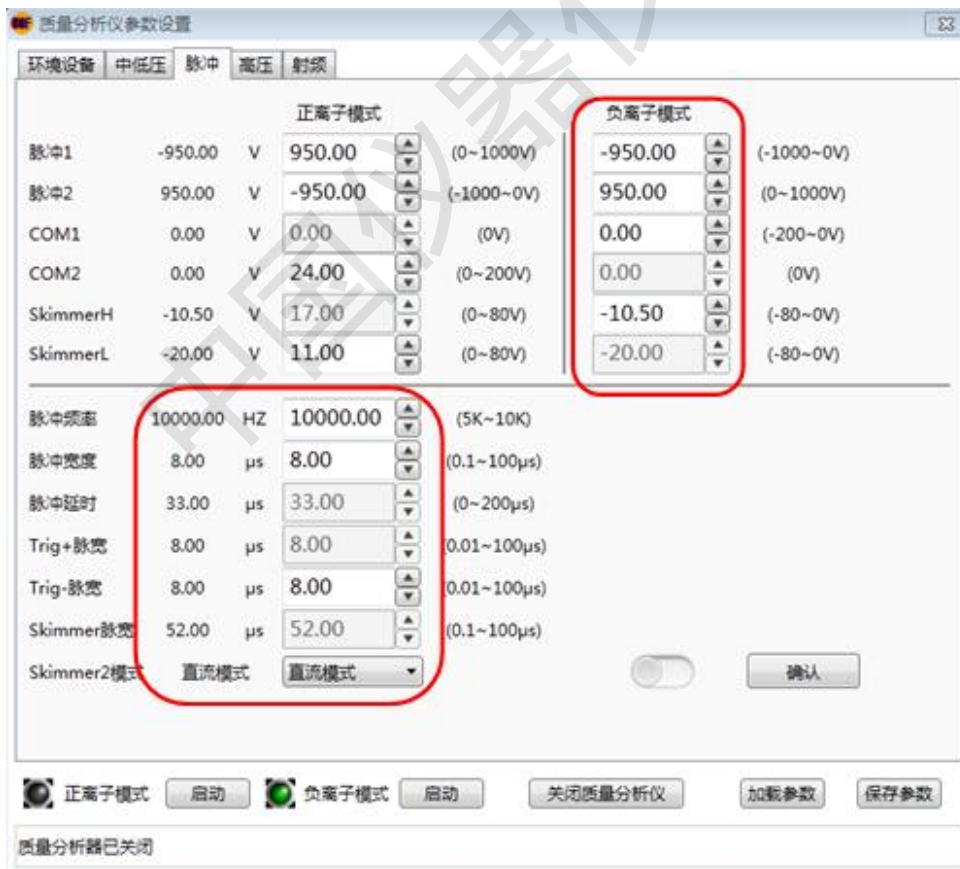 质量分析仪参数设置
环境设备 中低压 脉冲 高压 射频
正离子模式 负离子模式
脉冲1 -950.00 V 950.00 (0~1000V) -950.00 (-1000~0V)
脉冲2 950.00 V -950.00 (-1000~0V) 950.00 (0~1000V)
COM1 0.00 V 0.00 (0V) 0.00 (-200~0V)
COM2 0.00 V 24.00 (0~200V) 0.00 (0V)
SkimmerH -10.50 V 17.00 (0~80V) -10.50 (-80~0V)
SkimmerL -20.00 V 11.00 (0~80V) -20.00 (-80~0V)
脉冲频率 10000.00 HZ 10000.00 (5K~10K)
脉冲宽度 8.00 μs 8.00 (0.1~100μs)
脉冲延时 33.00 μs 33.00 (0~200μs)
Trig+脉宽 8.00 μs 8.00 (0.01~100μs)
Trig-脉宽 8.00 μs 8.00 (0.01~100μs)
Skimmer脉宽 52.00 μs 52.00 (0.1~100μs)
Skimmer2模式 直流模式 直流模式 确认
正离子模式 启动 负离子模式 启动 关闭质量分析仪 加载参数 保存参数
质量分析器已关闭
中国仪器仪